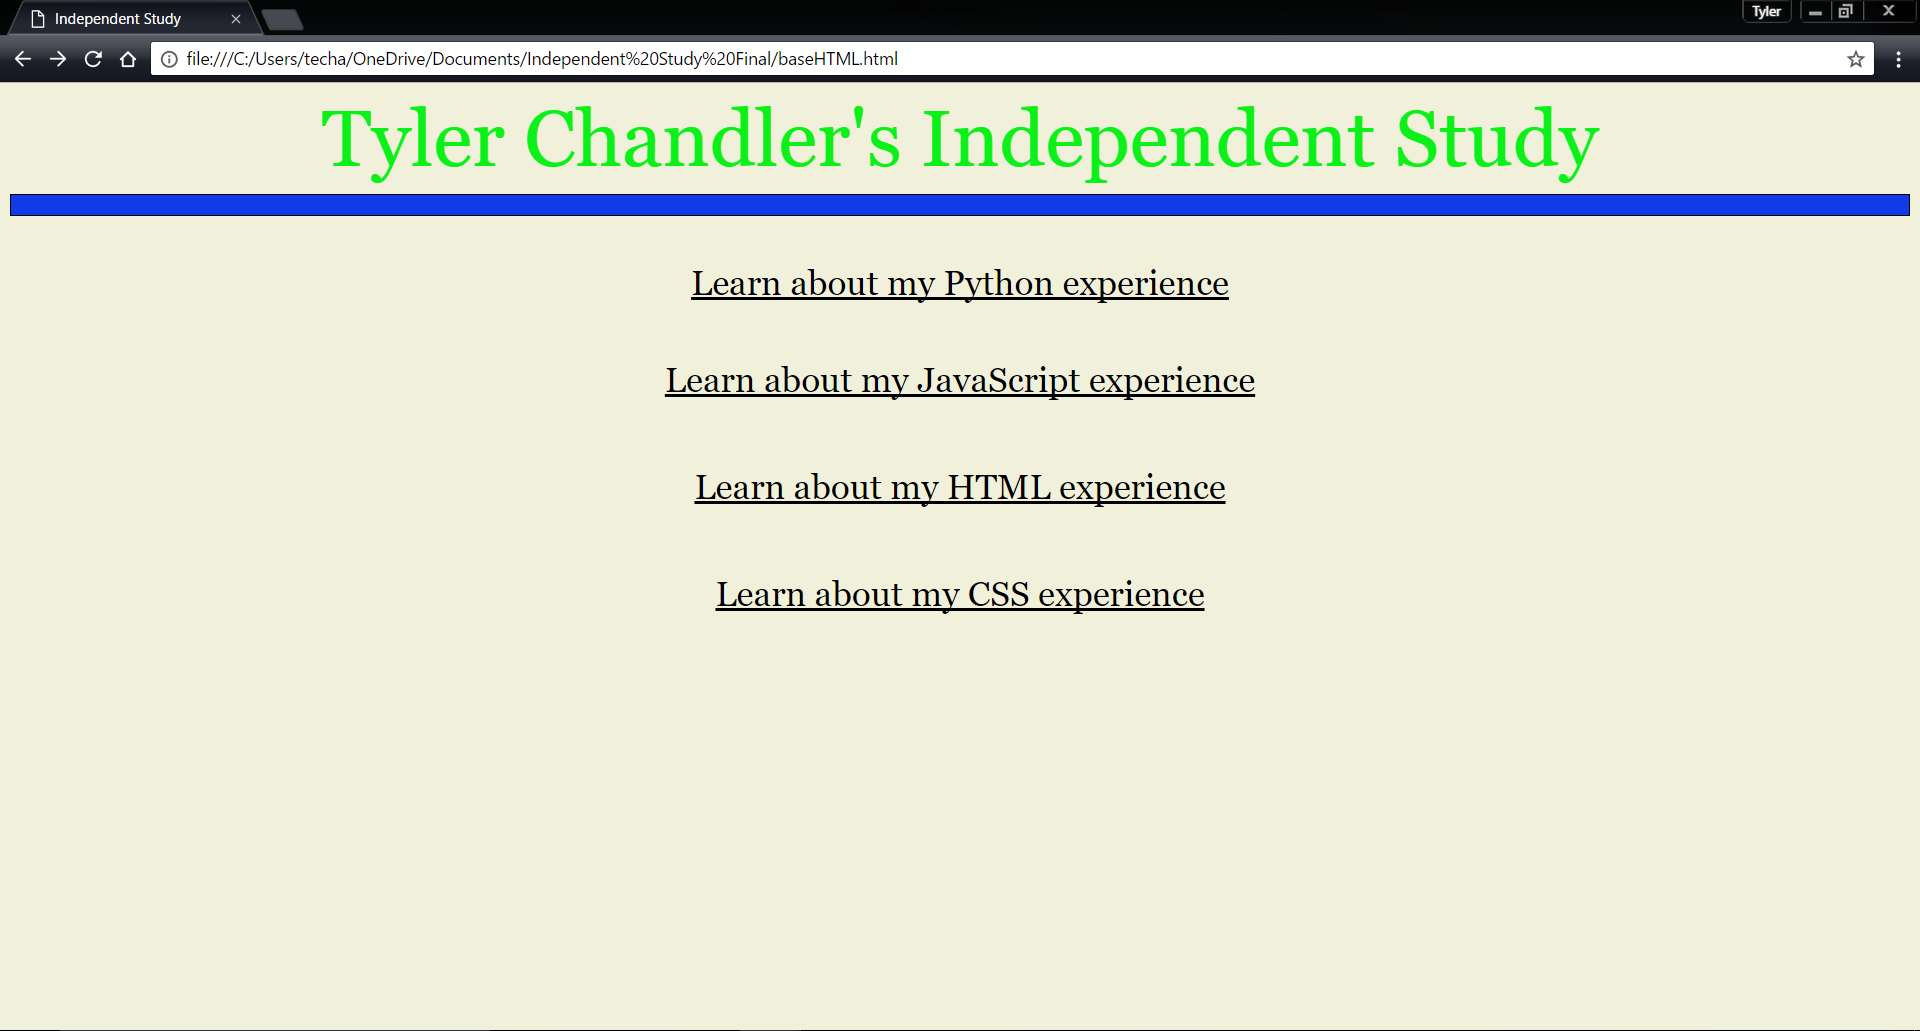 Independent Study
Tyler
file:///C:/Users/techa/OneDrive/Documents/Independent%20Study%20Final/baseHTML.html
Tyler Chandler's Independent Study
Learn about my Python experience
Learn about my JavaScript experience
Learn about my HTML experience
Learn about my CSS experience